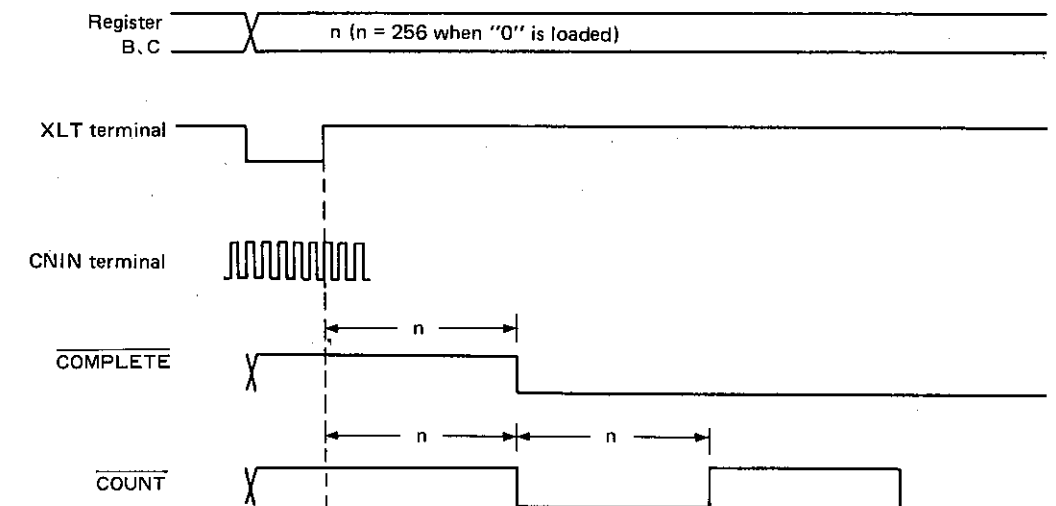 Register
B、C
n (n = 256 when "0" is loaded)
XLT terminal
CNIN terminal
n
COMPLETE
n
n
COUNT